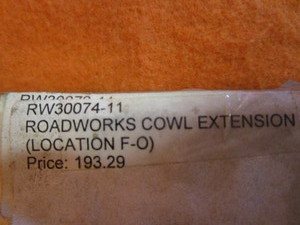 RW30074-11
ROADWORKS COWL EXTENSION
(LOCATION F-O)
Price: 193.29